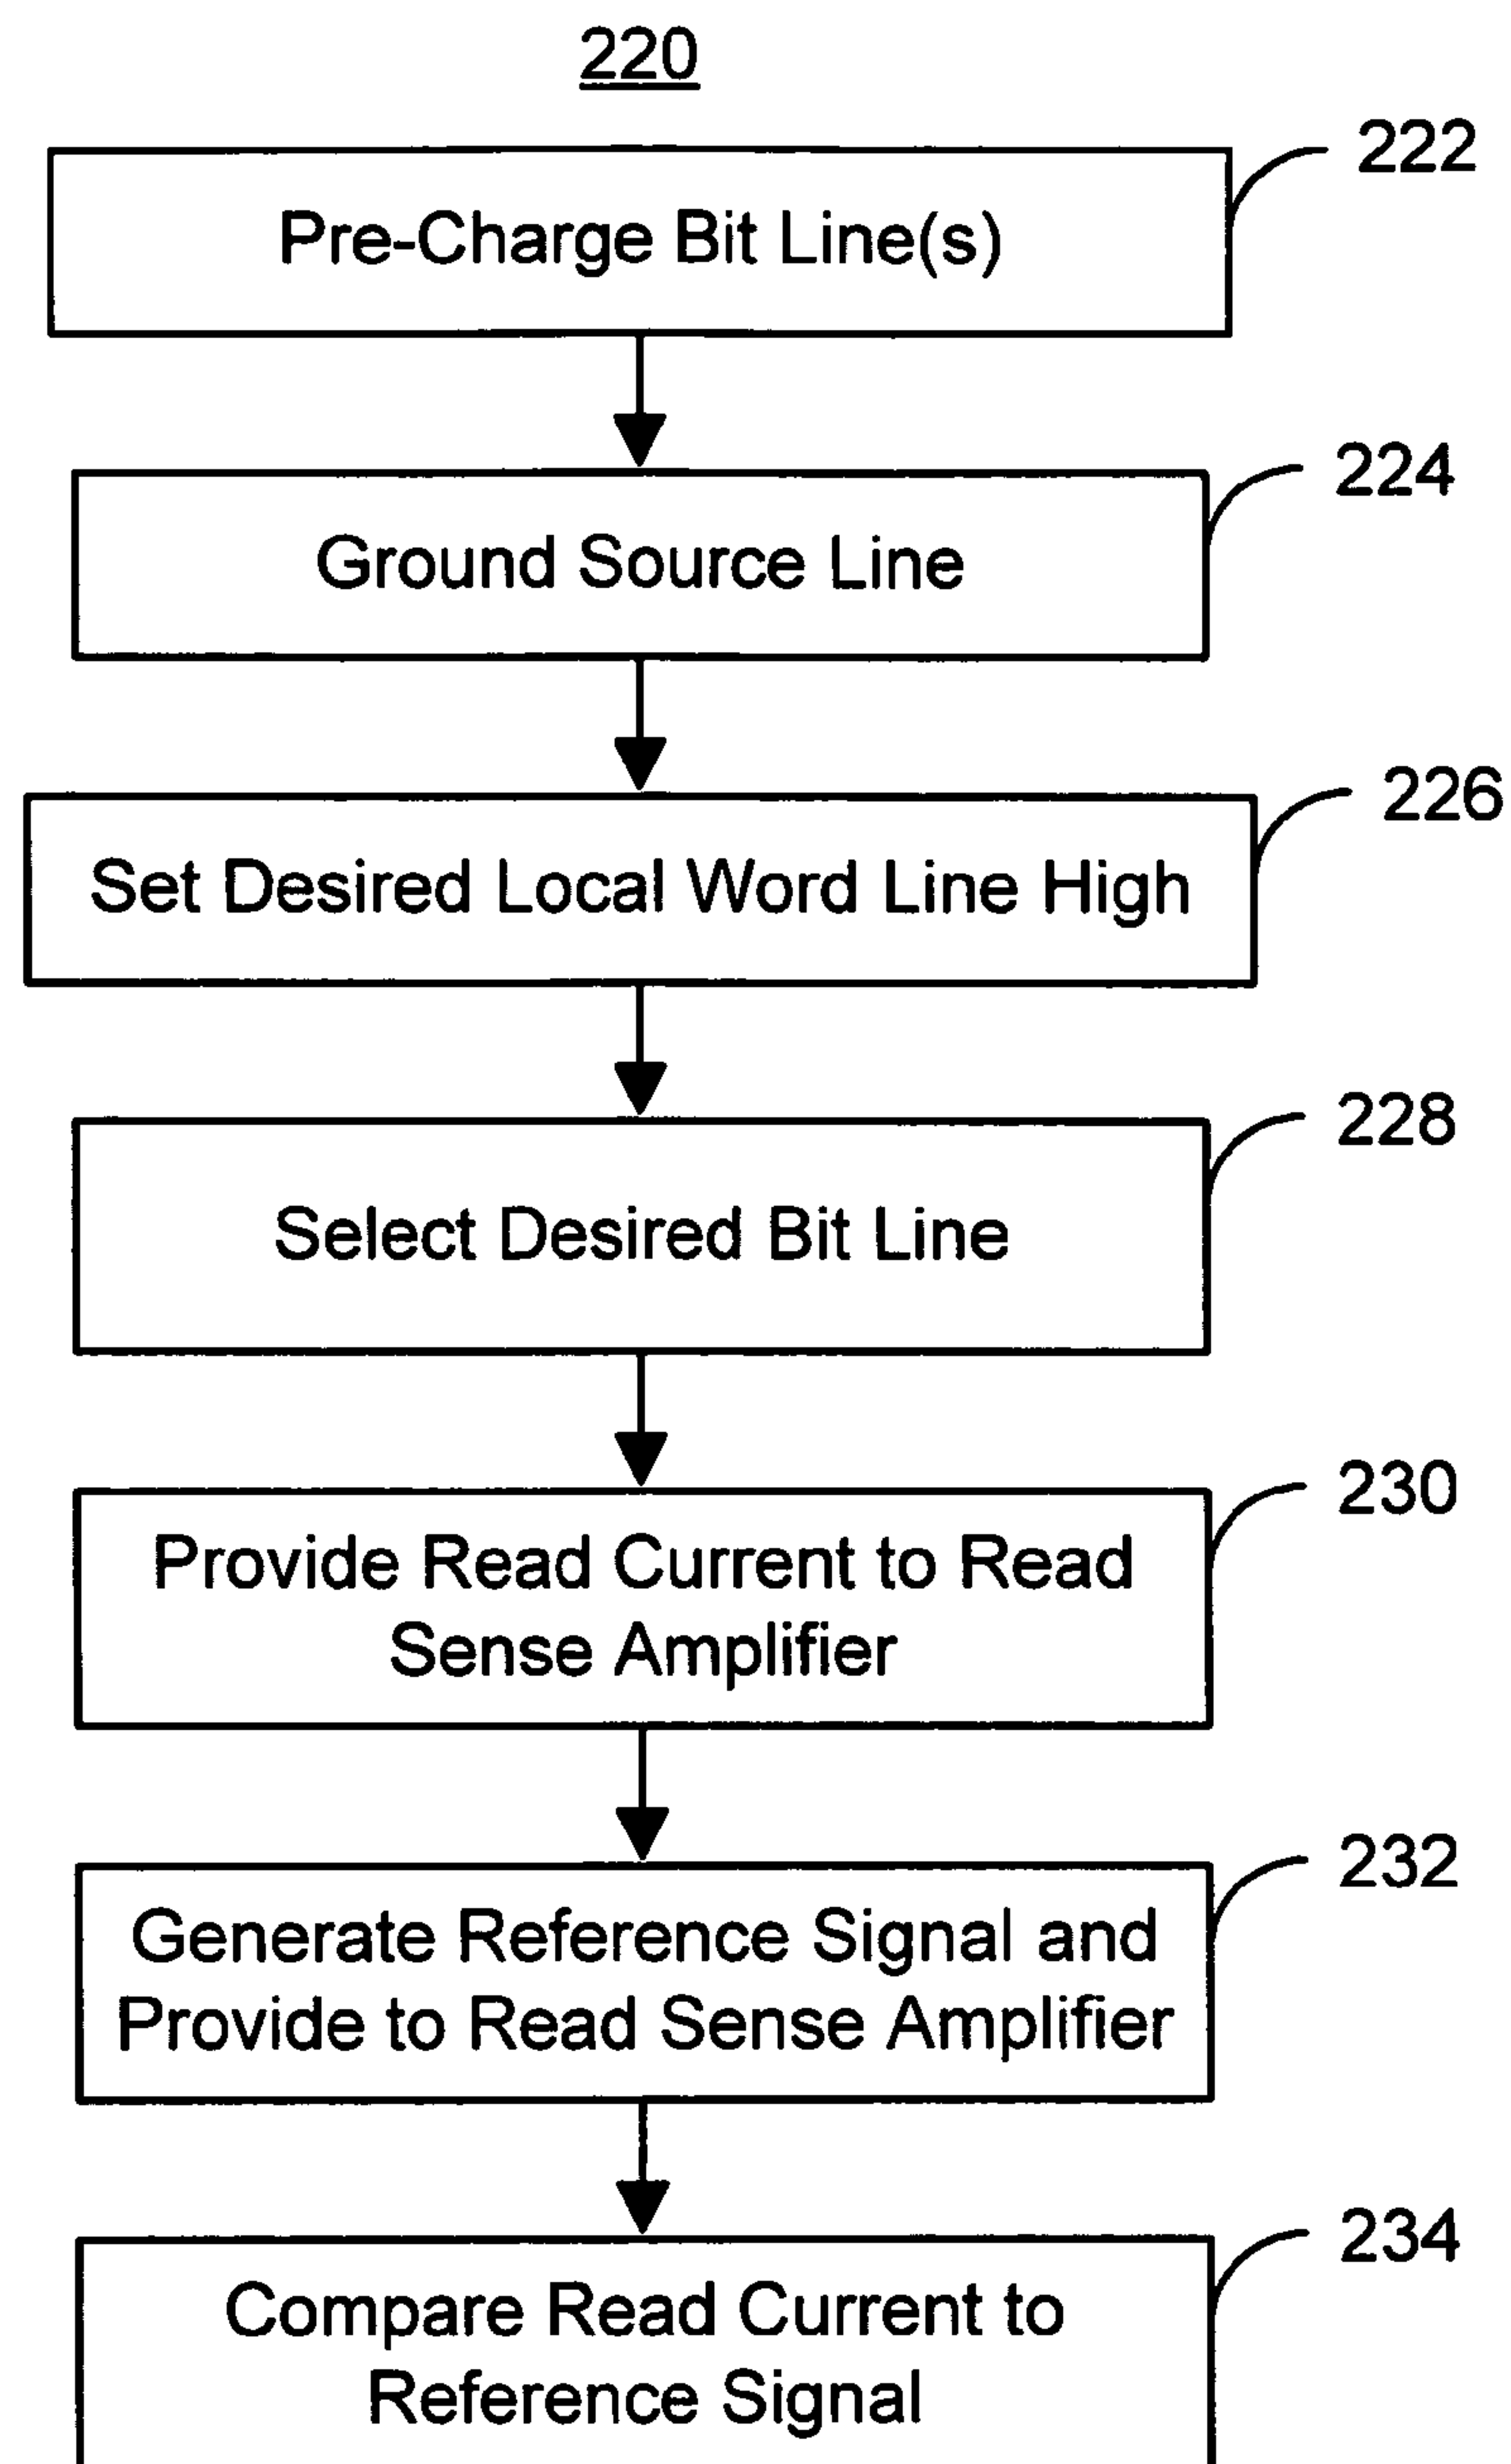 220
222
Pre-Charge Bit Line(s)
224
Ground Source Line
226
Set Desired Local Word Line High
228
Select Desired Bit Line
230
Provide Read Current to Read
Sense Amplifier
232
Generate Reference Signal and
Provide to Read Sense Amplifier
234
Compare Read Current to
Reference Signal